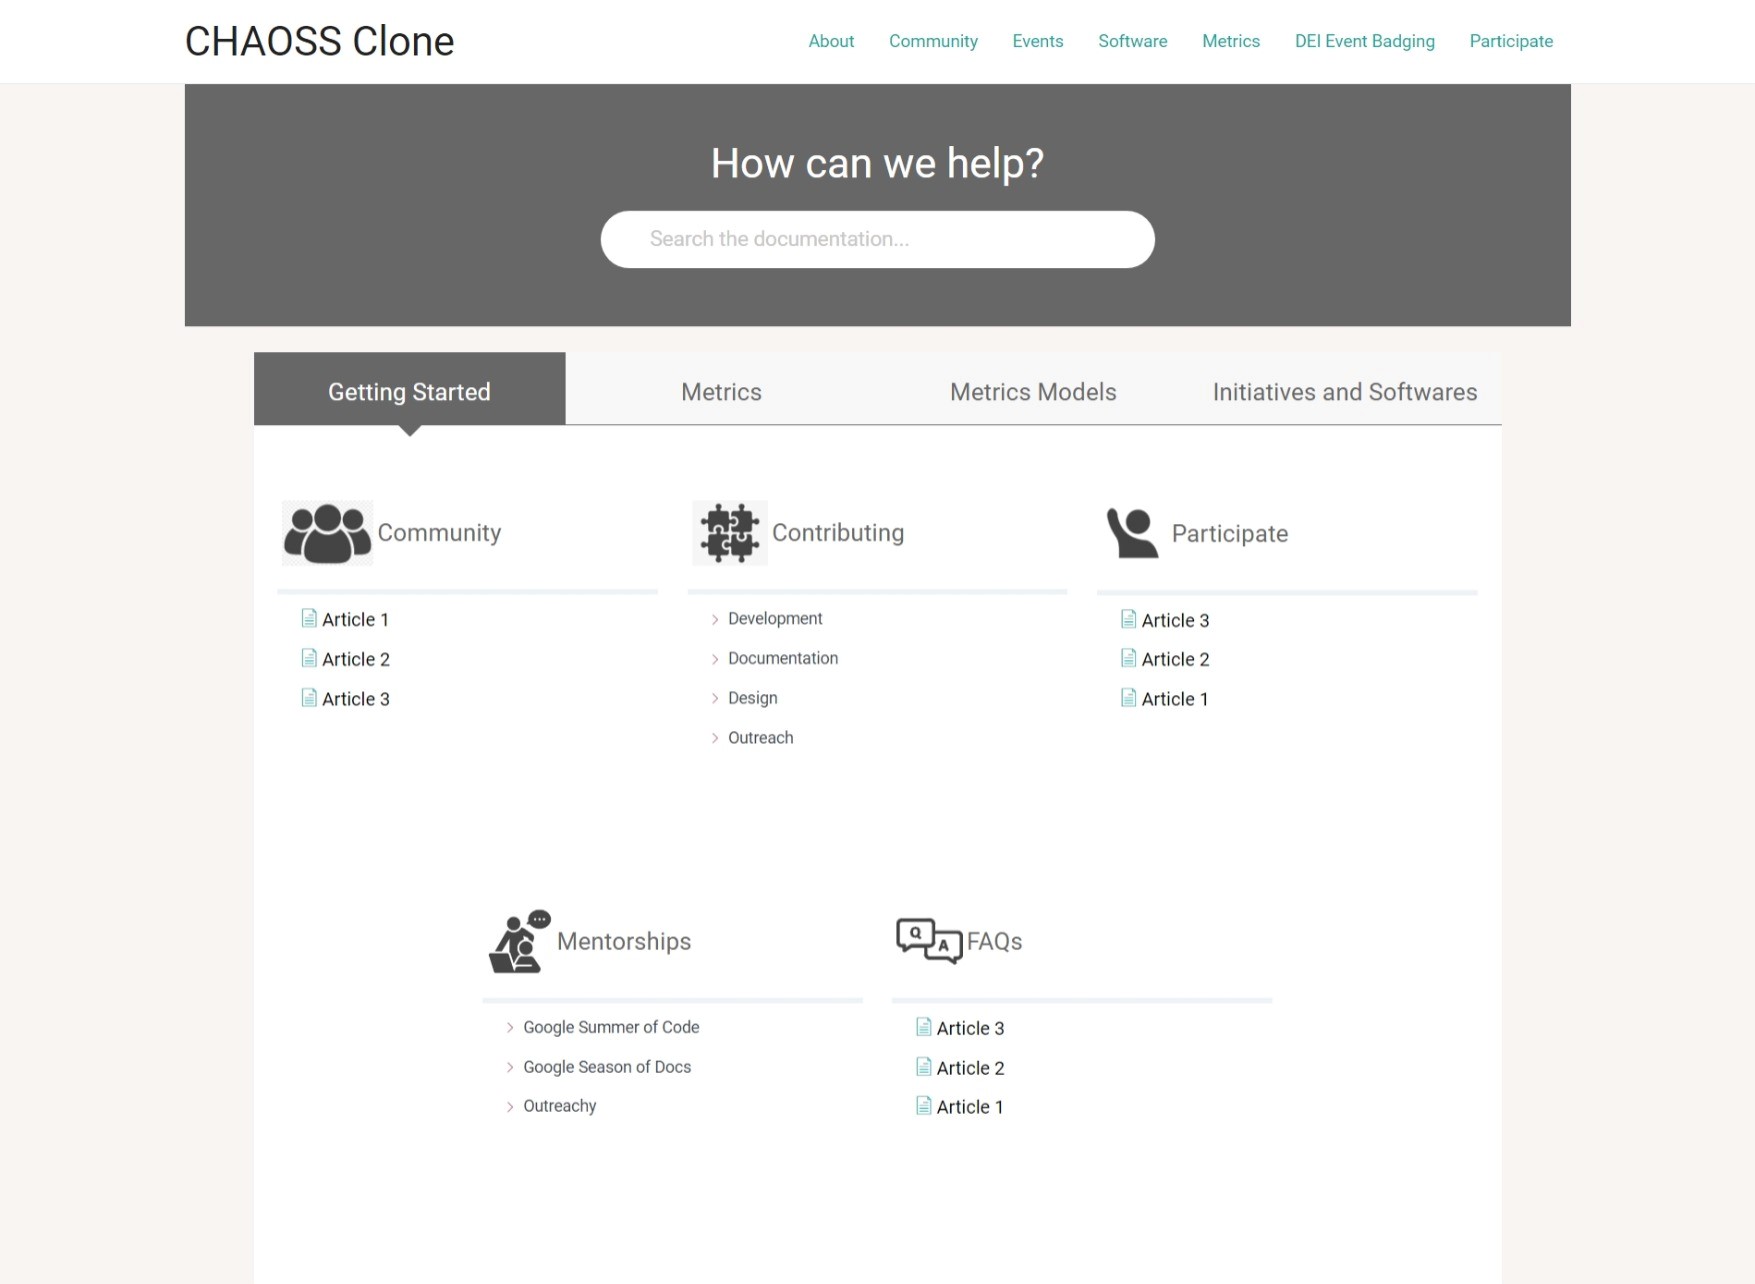 CHAOSS Clone
About Community Events Software Metrics DEI Event Badging Participate
How can we help?
Search the documentation...
Getting Started Metrics Metrics Models Initiatives and Softwares
Community
Article 1
Article 2
Article 3
Contributing
Development
Documentation
Design
Outreach
Participate
Article 3
Article 2
Article 1
Mentorships
Google Summer of Code
Google Season of Docs
Outreachy
Q
A
FAQs
Article 3
Article 2
Article 1